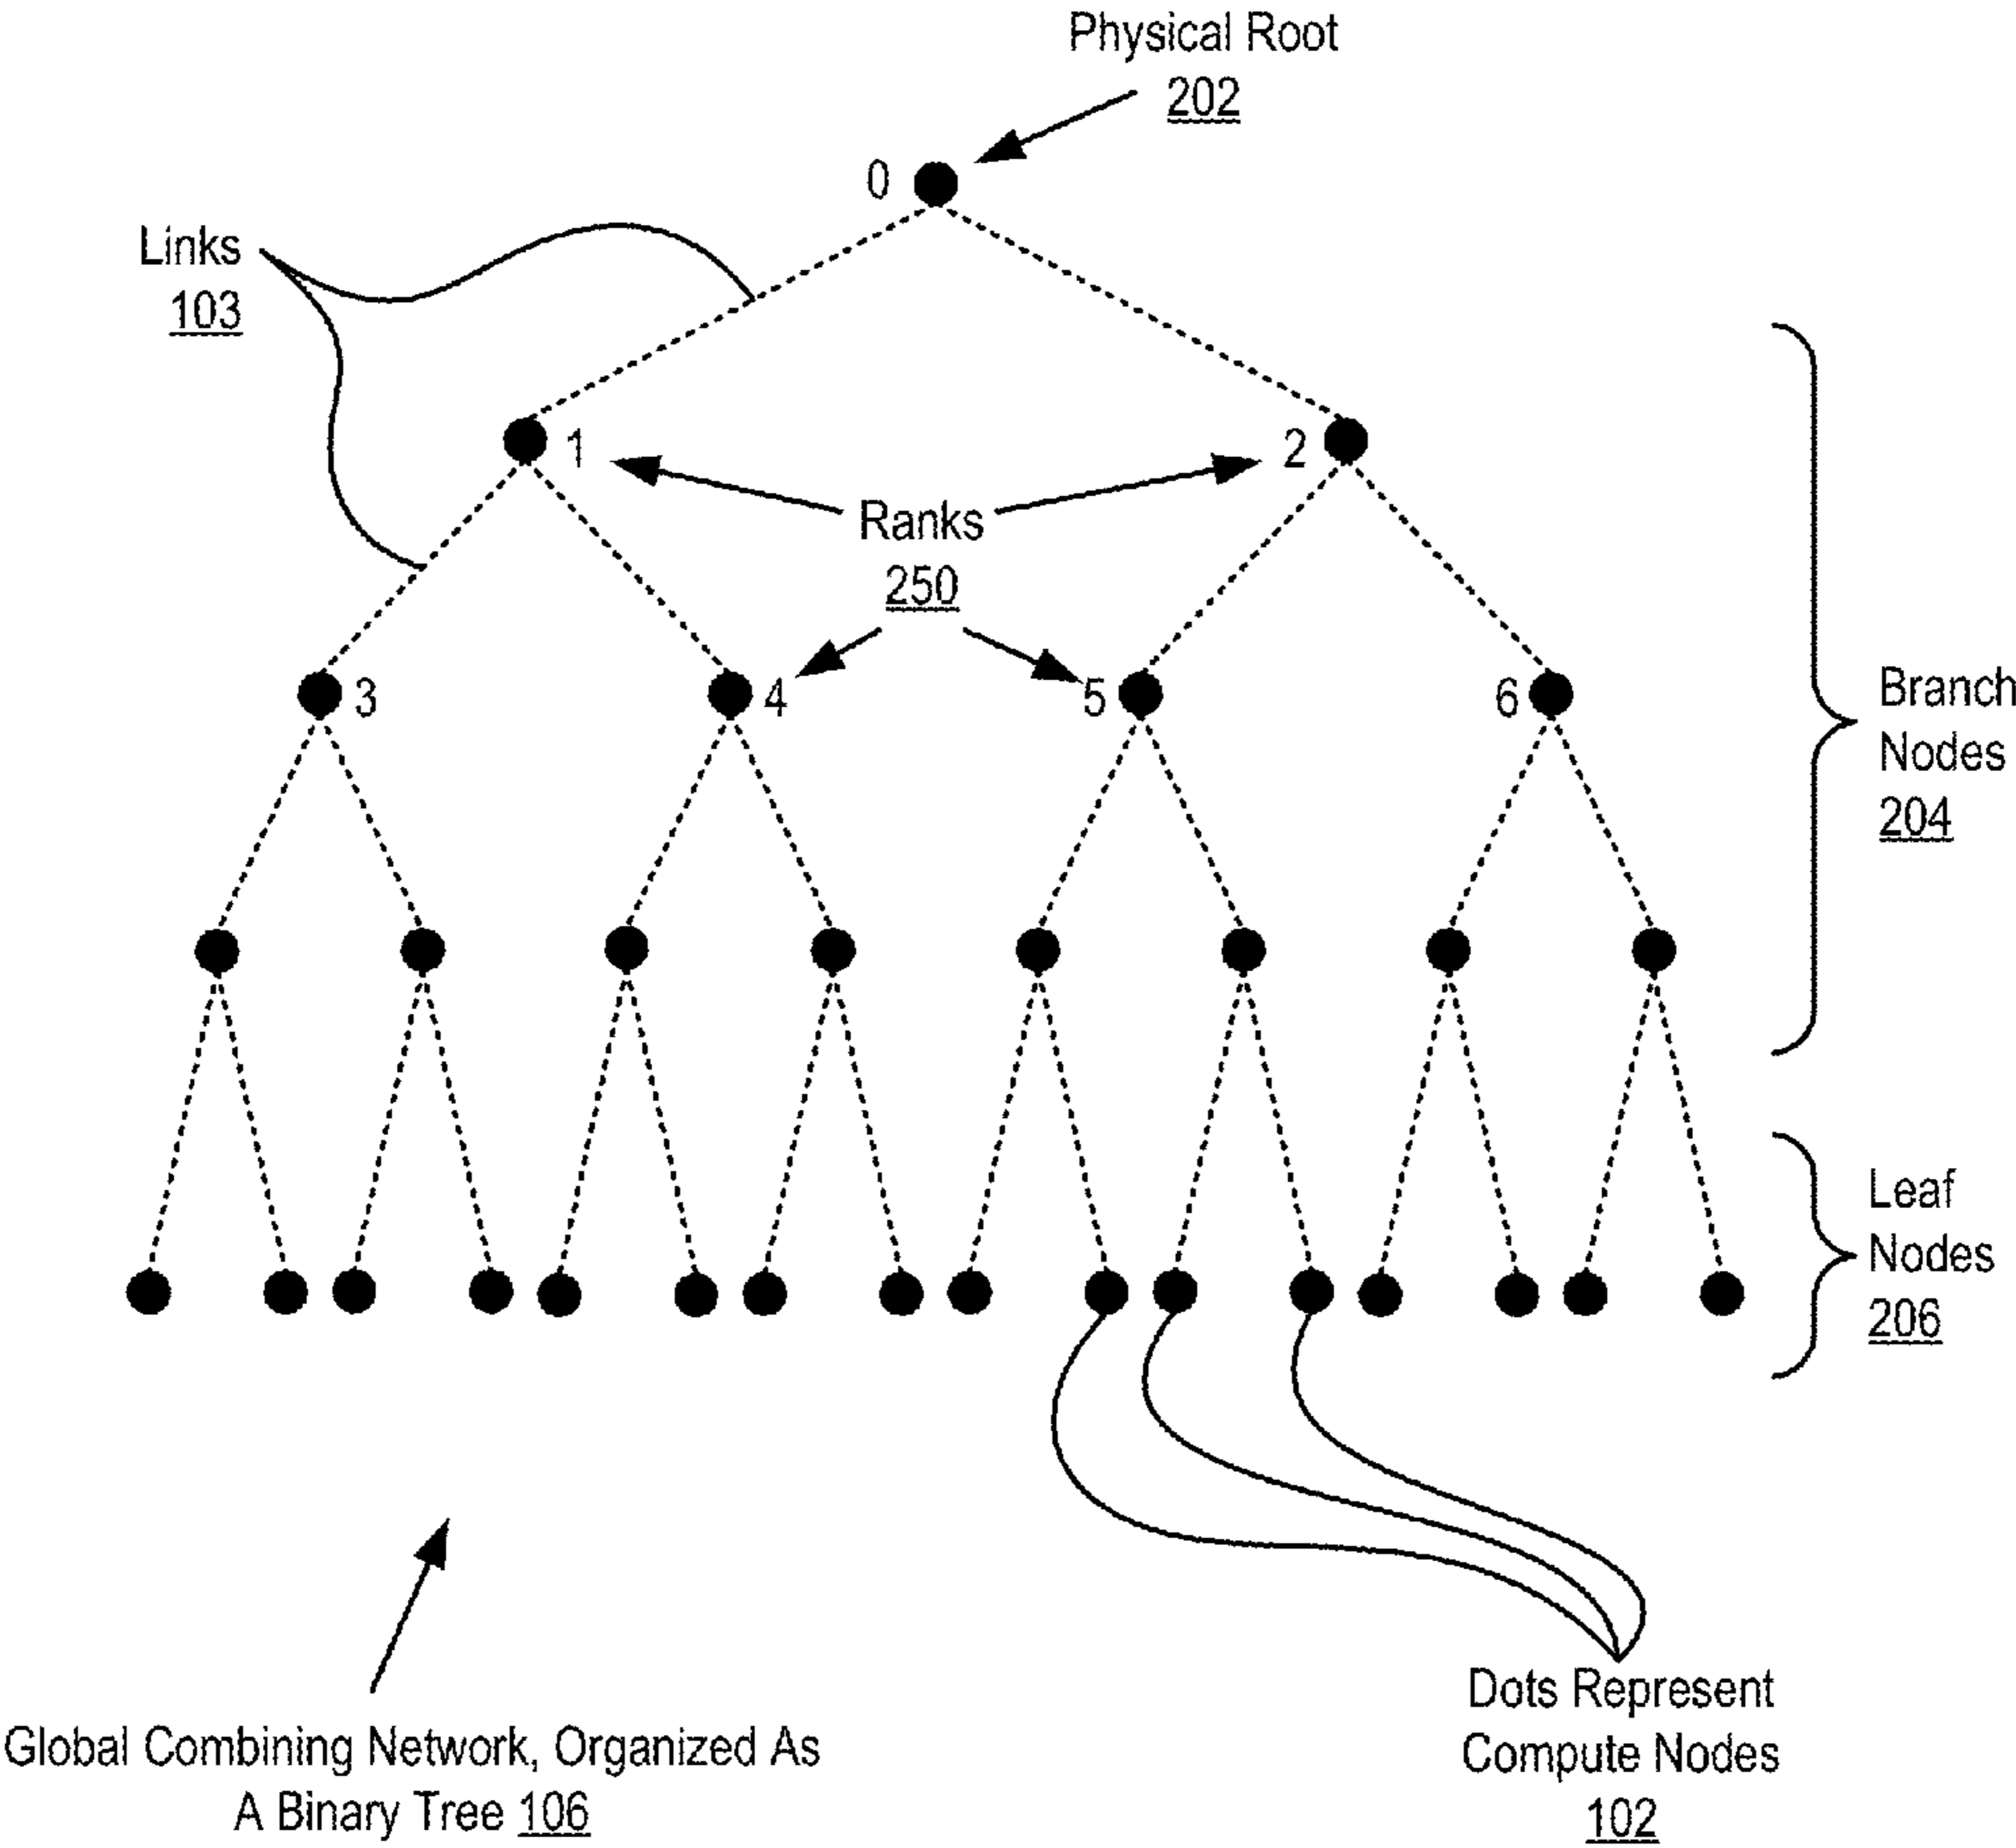 Physical Root
202
0
Links
103
1
2
Ranks
250
3
4
5
6
Branch
Nodes
204
Leaf
Nodes
206
Dots Represent
Compute Nodes
102
Global Combining Network, Organized As
A Binary Tree 106